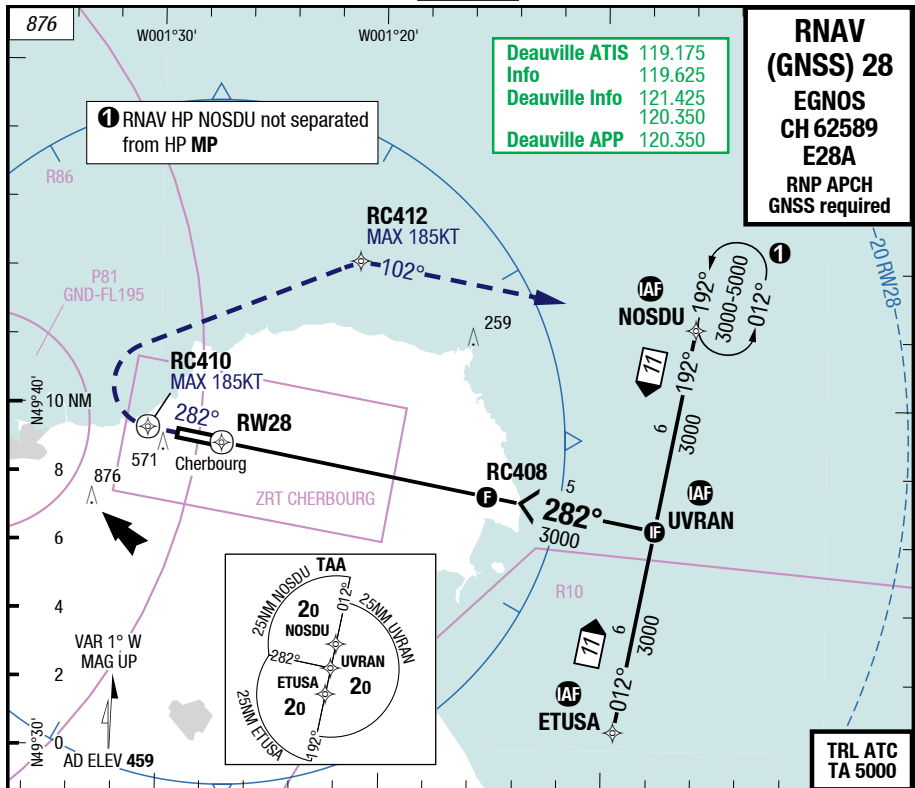 876
W001°30'
W001°20'
RNAV
(GNSS) 28
EGNOS
CH 62589
E28A
RNP APCH
GNSS required
Deauville ATIS 119.175
Info 119.625
Deauville Info 121.425
120.350
Deauville APP 120.350
❶ RNAV HP NOSDU not separated
from HP MP
R86
P81
GND-FL195
RC412
MAX 185KT
102°
20 RW28
❶
IAF
NOSDU
192°
3000-5000
012°
192°
11
6
3000
259
N49°40'
10 NM
8
6
4
2
0
N49°30'
RC410
MAX 185KT
282°
RW28
Cherbourg
571
876
ZRT CHERBOURG
RC408
F
5
282°
3000
IF
IAF
UVRAN
R10
11
6
3000
012°
IAF
ETUSA
TAA
25NM NOSDU
012°
25NM UVRAN
20
NOSDU
282°
UVRAN
ETUSA
20
20
25NM ETUSA
192°
VAR 1° W
MAG UP
AD ELEV 459
TRL ATC
TA 5000